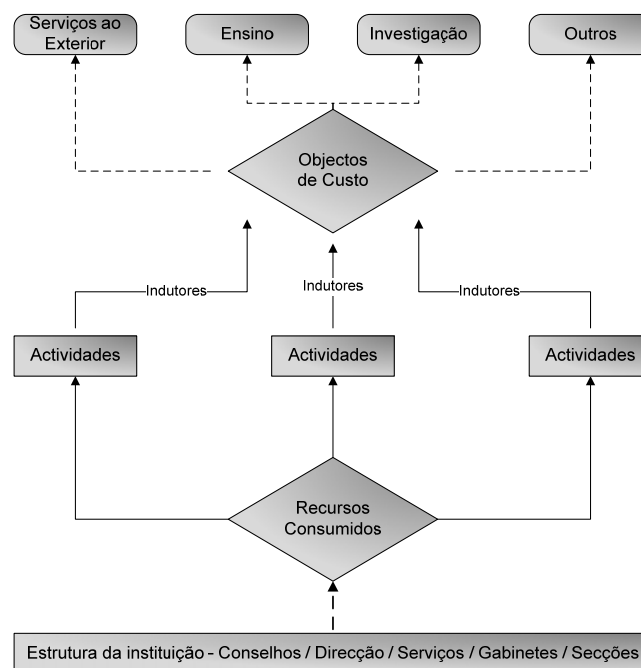 Serviços ao
Exterior
Ensino
Investigação
Outros
Objectos
de Custo
Indutores
Indutores
Indutores
Actividades
Actividades
Actividades
Recursos
Consumidos
Estrutura da instituição - Conselhos / Direcção / Serviços / Gabinetes / Secções